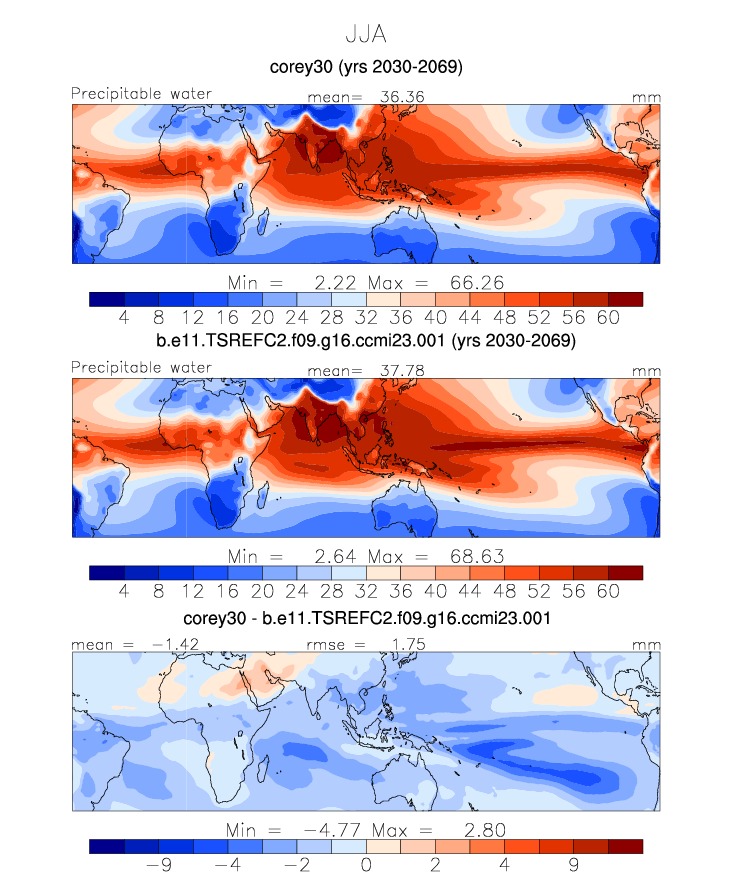 JJA
corey30 (yrs 2030-2069)
Precipitable water mean= 36.36 mm
Min = 2.22 Max = 66.26
4 8 12 16 20 24 28 32 36 40 44 48 52 56 60
b.e11.TSREFC2.f09.g16.ccmi23.001 (yrs 2030-2069)
Precipitable water mean= 37.78 mm
Min = 2.64 Max = 68.63
4 8 12 16 20 24 28 32 36 40 44 48 52 56 60
corey30 - b.e11.TSREFC2.f09.g16.ccmi23.001
mean = -1.42 rmse = 1.75 mm
Min = -4.77 Max = 2.80
-9 -4 -2 0 2 4 9